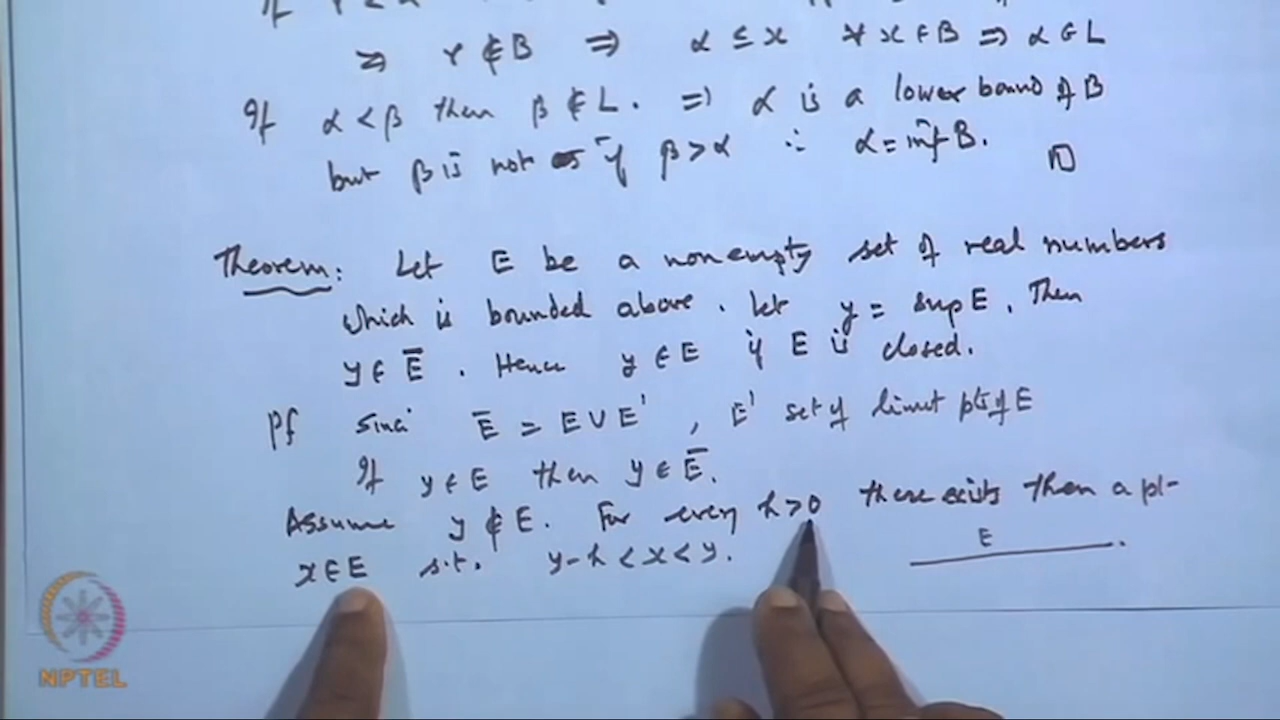 If r < α
⇒ r ∉ B ⇒ α ≤ x ∀ x ∈ B ⇒ α ∈ L
If α < β then β ∉ L. ⇒ α is a lower bound of B
but β is not if β > α ∴ α = inf B.
Theorem: Let E be a nonempty set of real numbers
which is bounded above. Let y = sup E. Then
y ∈ E̅. Hence y ∈ E if E is closed.
Pf Since E̅ = E ∪ E', E' set of limit pts of E
If y ∈ E then y ∈ E̅.
Assume y ∉ E. For every h > 0 there exists then a pt-
x ∈ E s.t. y-h < x < y.
E
NPTEL